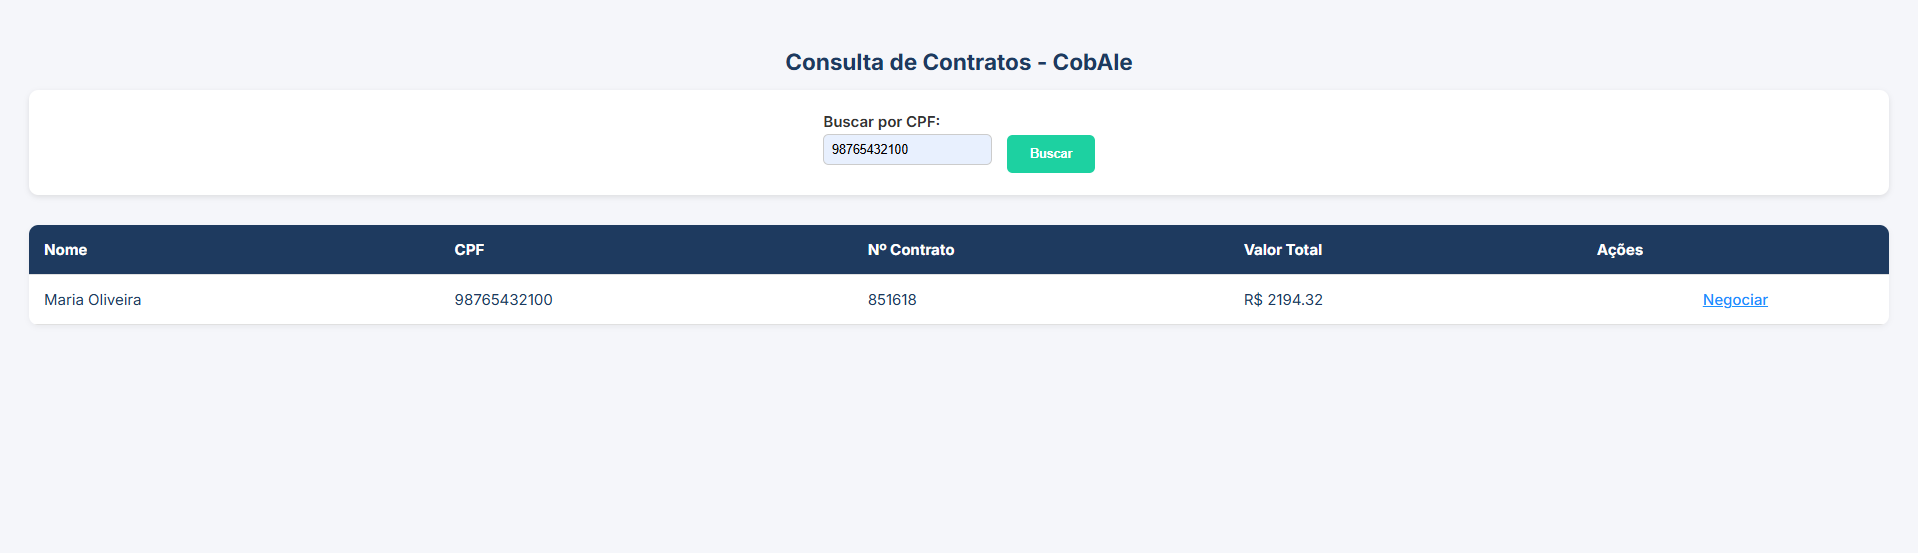 Consulta de Contratos - CobAle
Buscar por CPF:
98765432100
Buscar
Nome CPF Nº Contrato Valor Total Ações
Maria Oliveira 98765432100 851618 R$ 2194.32 Negociar